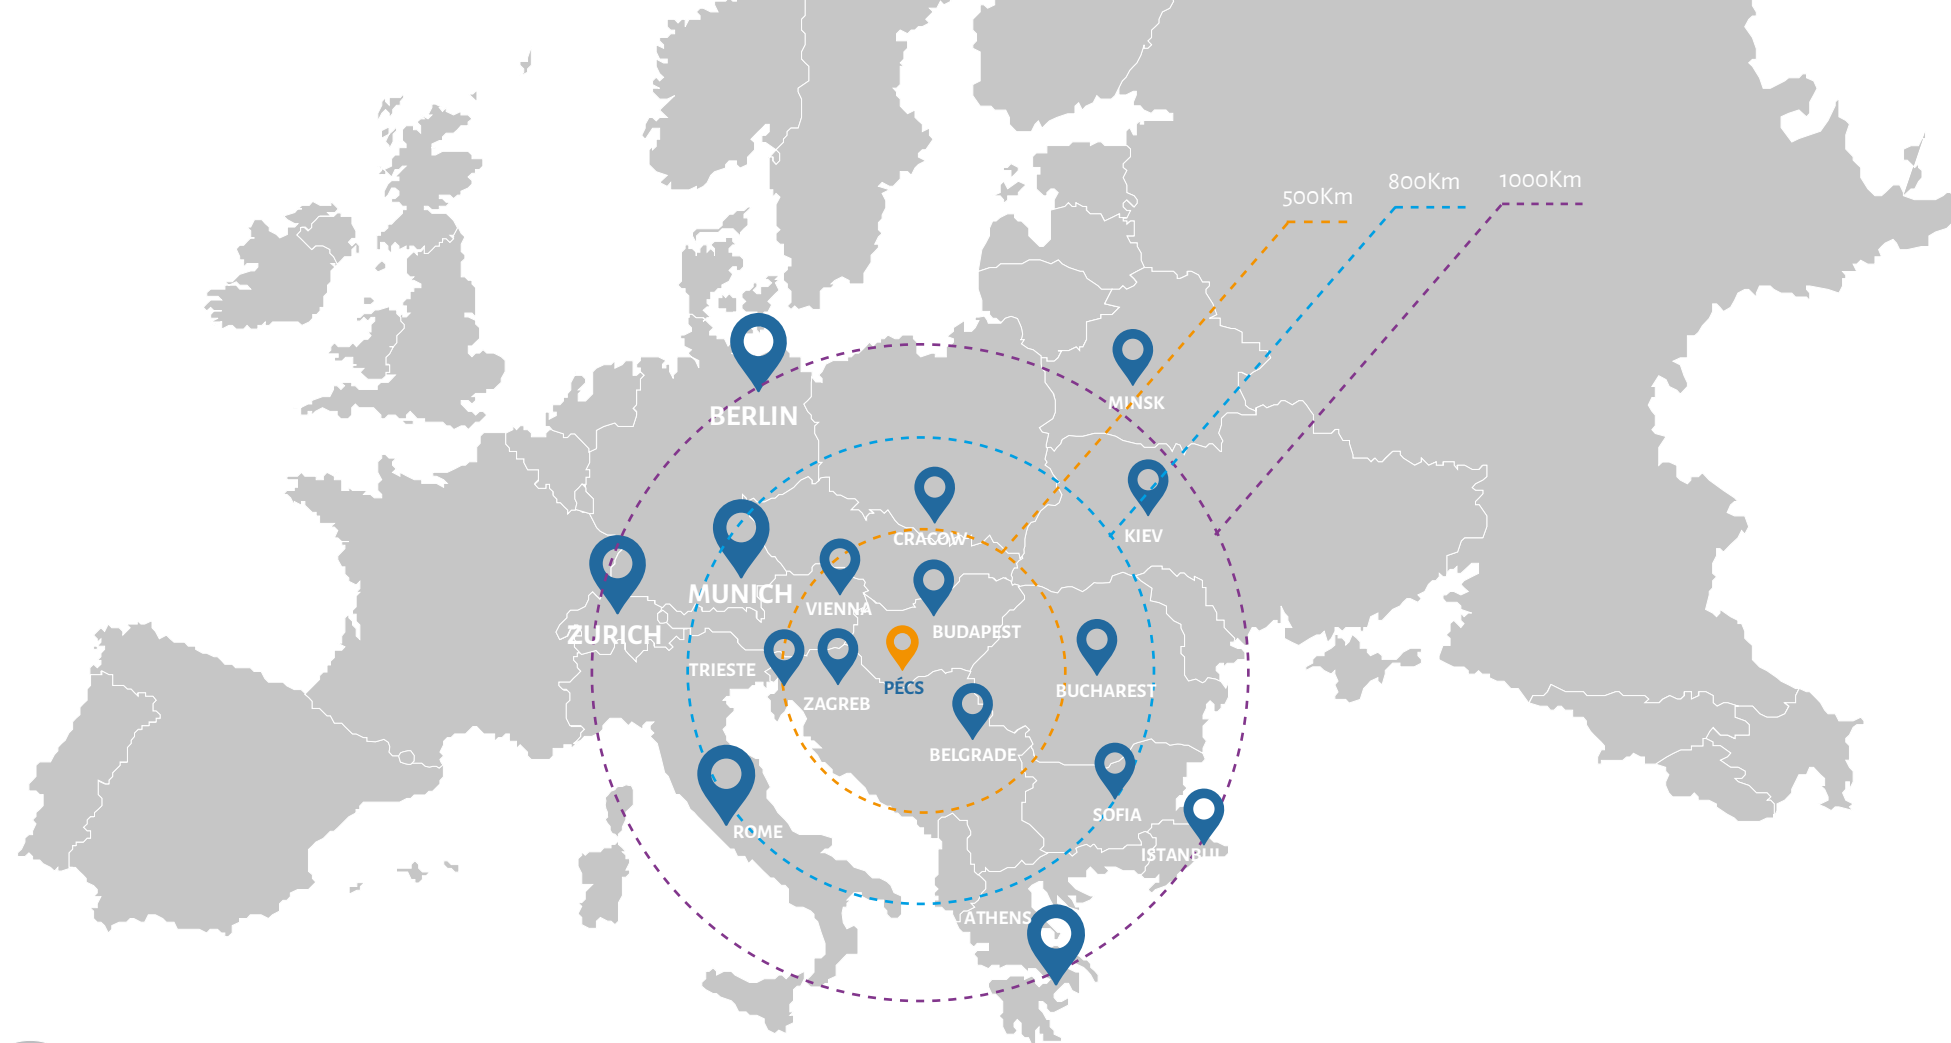 1000Km
800Km
500Km
MINSK
BERLIN
KIEV
CRACOW
MUNICH
VIENNA
BUDAPEST
ZURICH
TRIESTE
PÉCS
BUCHAREST
ZAGREB
BELGRADE
SOFIA
ROME
ISTANBUL
ATHENS